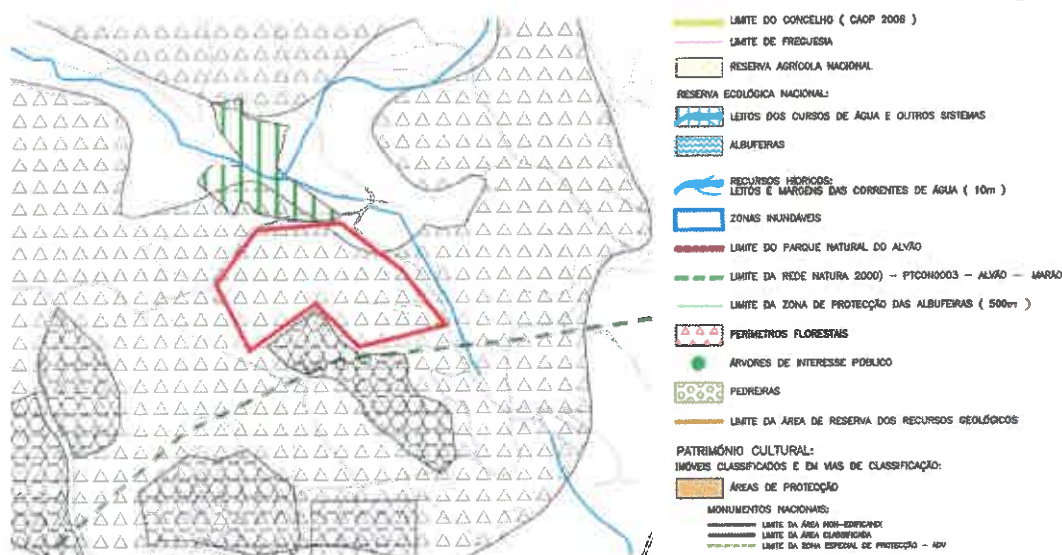 LIMITE DO CONCELHO ( CAOP 2008 )
LIMITE DE FREGUESIA
RESERVA AGRÍCOLA NACIONAL
RESERVA ECOLÓGICA NACIONAL:
LEITOS DOS CURSOS DE ÁGUA E OUTROS SISTEMAS
ALBUFEIRAS
RECURSOS HÍDRICOS:
LEITOS E MARGENS DAS CORRENTES DE ÁGUA ( 10m )
ZONAS INUNDÁVEIS
LIMITE DO PARQUE NATURAL DO ALVÃO
LIMITE DA REDE NATURA 2000) - PTCON0003 - ALVÃO - MARÃO
LIMITE DA ZONA DE PROTECÇÃO DAS ALBUFEIRAS ( 500m )
PERÍMETROS FLORESTAIS
ÁRVORES DE INTERESSE PÚBLICO
PEDREIRAS
LIMITE DA ÁREA DE RESERVA DOS RECURSOS GEOLÓGICOS
PATRIMÓNIO CULTURAL:
IMÓVEIS CLASSIFICADOS E EM VIAS DE CLASSIFICAÇÃO:
ÁREAS DE PROTECÇÃO
MONUMENTOS NACIONAIS:
LIMITE DA ÁREA NON-EDIFICANDI
LIMITE DA ÁREA CLASSIFICADA
LIMITE DA ZONA ESPECIAL DE PROTECÇÃO - ADV